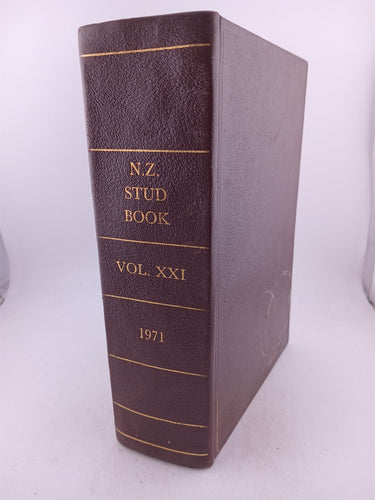 N.Z.
STUD
BOOK
VOL. XXI
1971